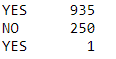 YES 935
NO 250
YES 1